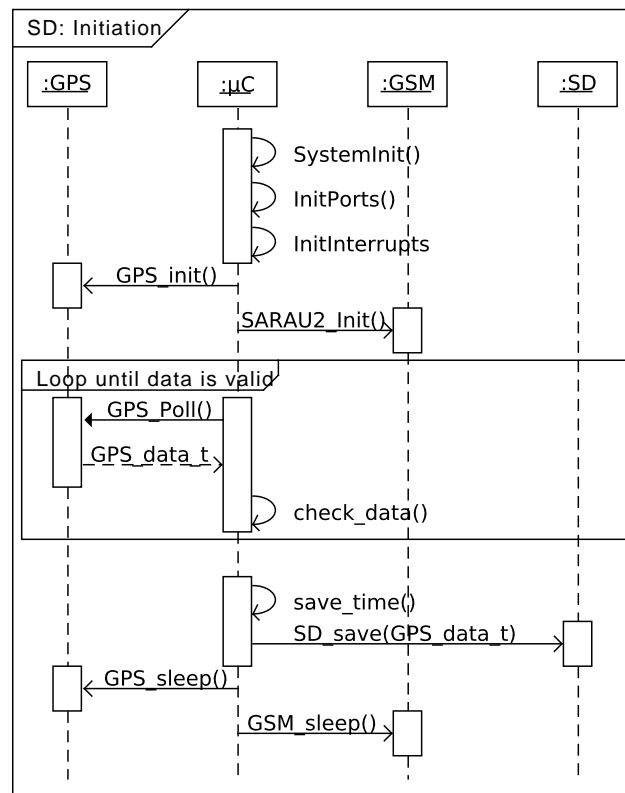 SD: Initiation
:GPS
:µC
:GSM
:SD
SystemInit()
InitPorts()
InitInterrupts
GPS_init()
SARAU2_Init()
Loop until data is valid
GPS_Poll()
GPS_data_t
check_data()
save_time()
SD_save(GPS_data_t)
GPS_sleep()
GSM_sleep()